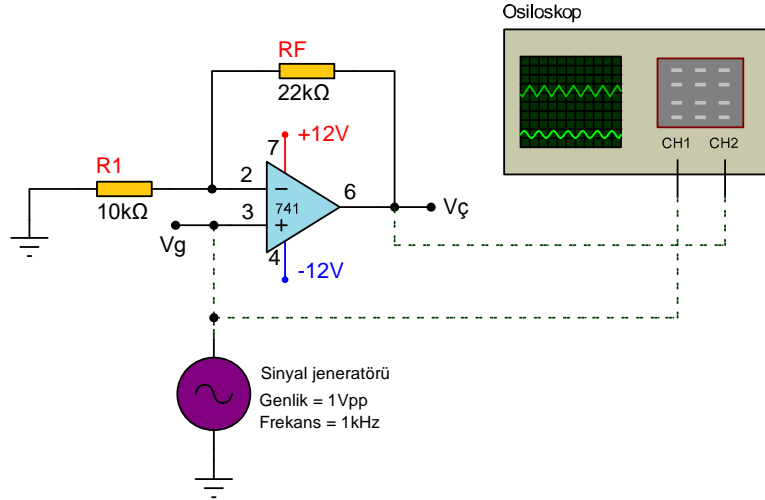 Osiloskop
RF
22kΩ
+12V
7
CH1
CH2
R1
2
6
10kΩ
741
Vç
3
Vg
4
-12V
Sinyal jeneratörü
Genlik = 1Vpp
Frekans = 1kHz